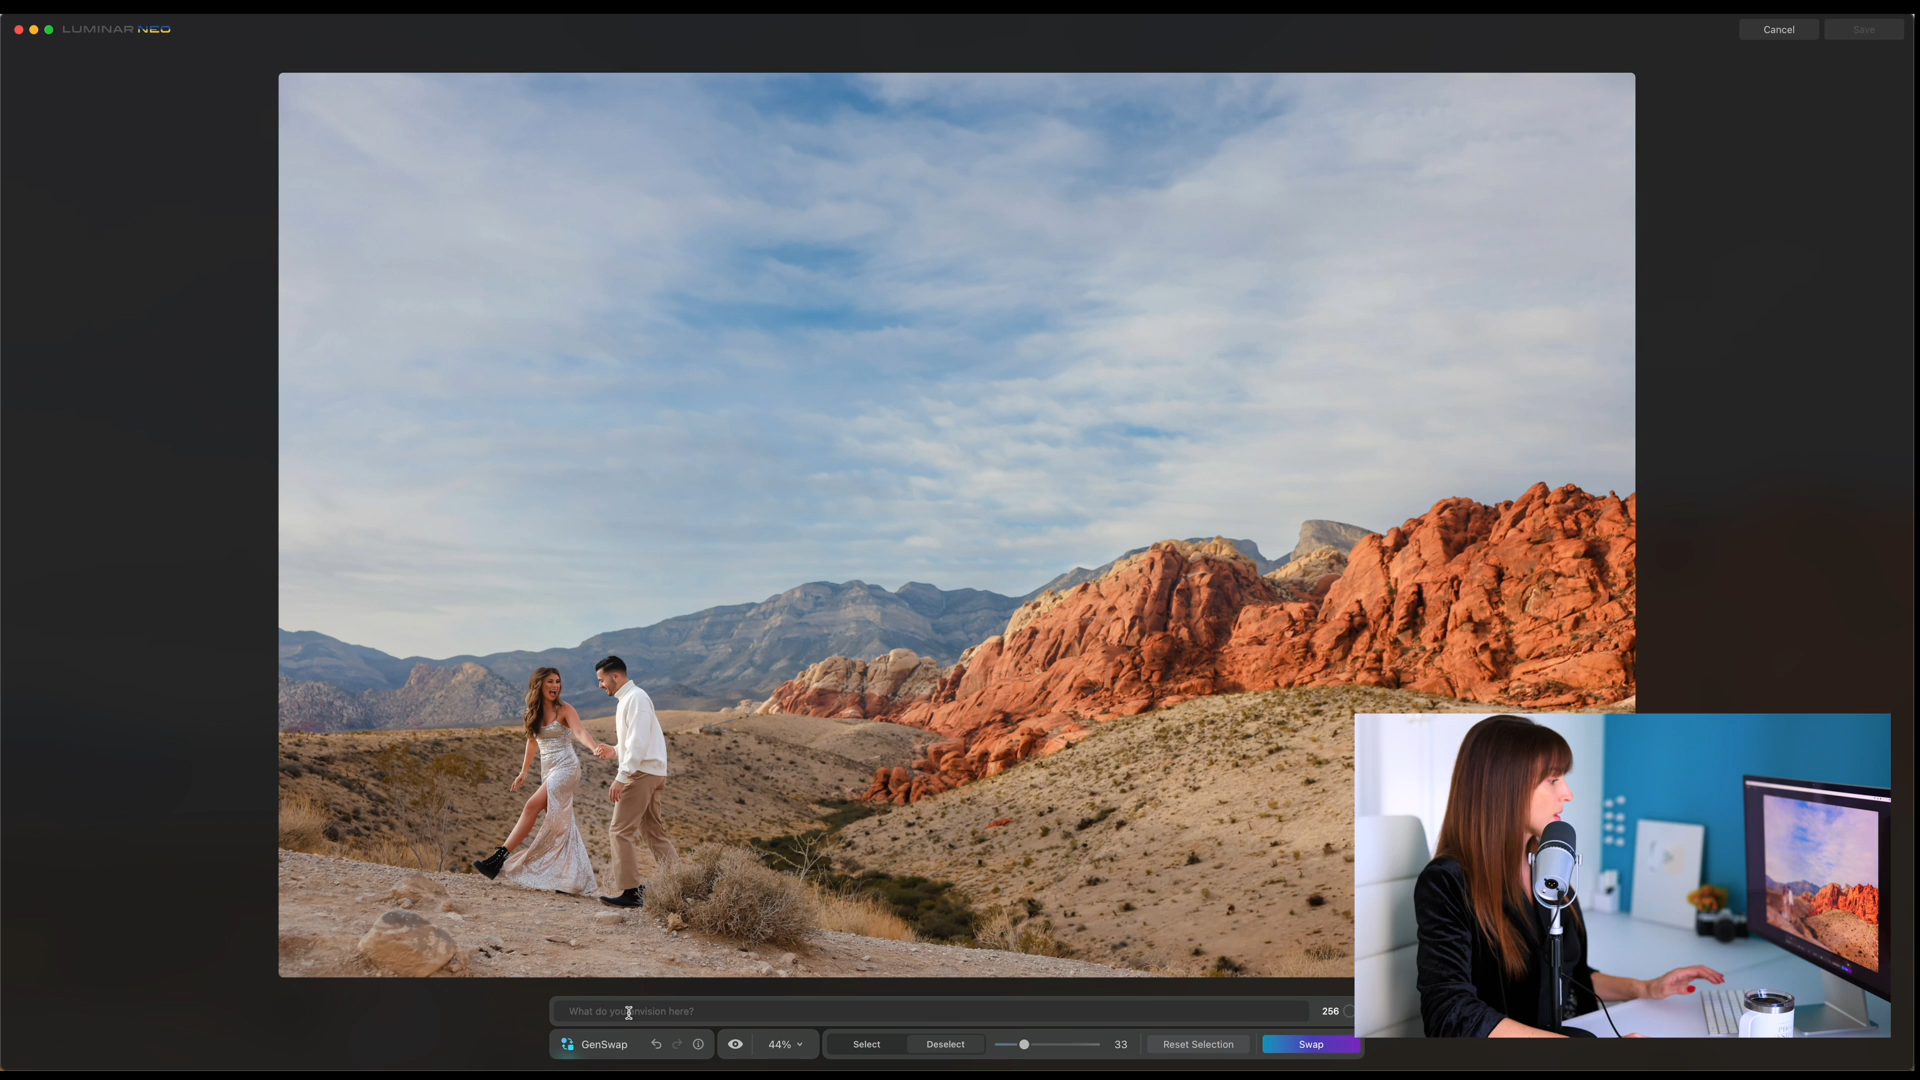 LUMINAR NEO
Cancel
Save
What do you envision here?
256
GenSwap
44%
Select
Deselect
33
Reset Selection
Swap